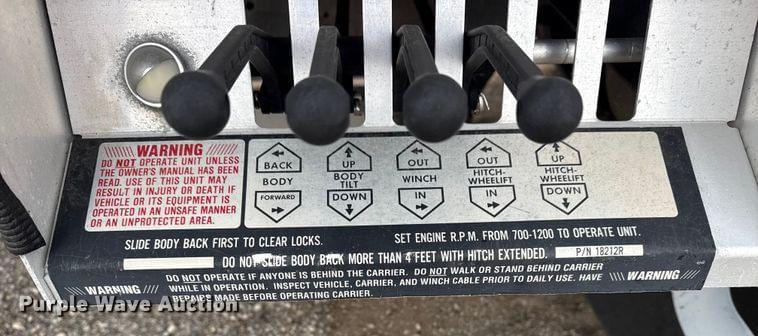 WARNING
DO NOT OPERATE UNIT UNLESS
THE OWNER'S MANUAL HAS BEEN
READ. USE OF THIS UNIT MAY
RESULT IN INJURY OR DEATH IF
VEHICLE OR ITS EQUIPMENT IS
OPERATED IN AN UNSAFE MANNER
OR AN UNPROTECTED AREA.
BACK
BODY
FORWARD
UP
BODY
TILT
DOWN
OUT
WINCH
IN
OUT
HITCH-
WHEELIFT
IN
UP
HITCH-
WHEELIFT
DOWN
SLIDE BODY BACK FIRST TO CLEAR LOCKS. SET ENGINE R.P.M. FROM 700-1200 TO OPERATE UNIT.
DO NOT SLIDE BODY BACK MORE THAN 4 FEET WITH HITCH EXTENDED. P/N 18212R
WARNING
DO NOT OPERATE IF ANYONE IS BEHIND THE CARRIER. DO NOT WALK OR STAND BEHIND CARRIER
WHILE IN OPERATION. INSPECT VEHICLE, CARRIER, AND WINCH CABLE PRIOR TO DAILY USE. HAVE
REPAIRS MADE BEFORE OPERATING CARRIER.
WARNING
Purple Wave Auction